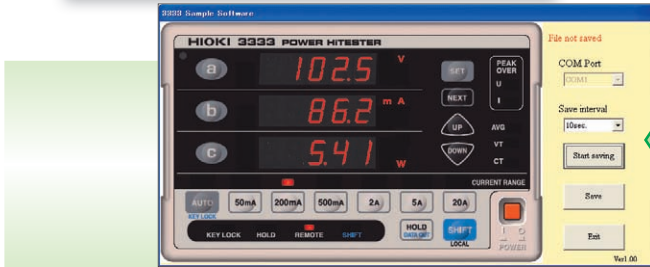 3333 Sample Software
HIOKI 3333 POWER HiTESTER
a 102.5 V
b 86.2 mA
c 5.41 W
SET
NEXT
UP
DOWN
PEAK OVER
U
I
AVG
VT
CT
CURRENT RANGE
AUTO 50mA 200mA 500mA 2A 5A 20A
KEY LOCK
KEY LOCK HOLD REMOTE SHIFT
HOLD
DATA OUT
SHIFT
LOCAL
POWER
File not saved
COM Port
COM1
Save interval
10sec.
Start saving
Save
Exit
Ver1.00